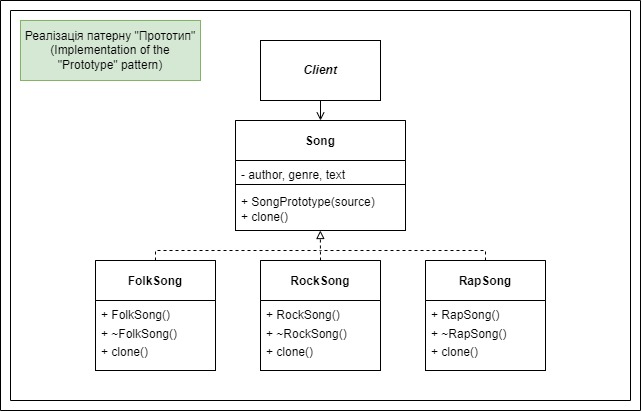 Реалізація патерну "Прототип"
(Implementation of the
"Prototype" pattern)
Client
Song
- author, genre, text
+ SongPrototype(source)
+ clone()
FolkSong
+ FolkSong()
+ ~FolkSong()
+ clone()
RockSong
+ RockSong()
+ ~RockSong()
+ clone()
RapSong
+ RapSong()
+ ~RapSong()
+ clone()